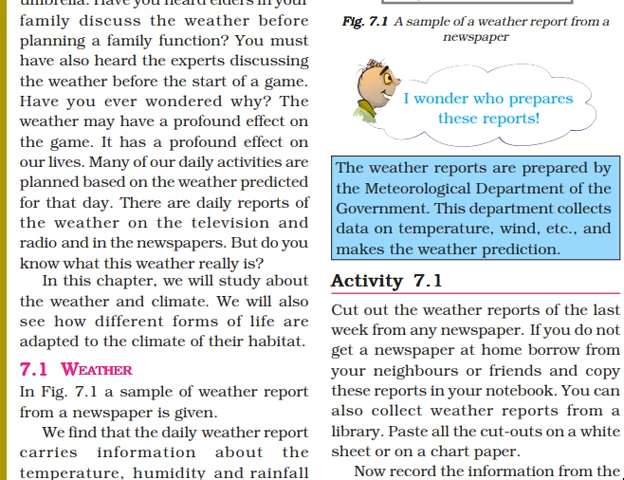 umbrella. Have you heard elders in your
family discuss the weather before
planning a family function? You must
have also heard the experts discussing
the weather before the start of a game.
Have you ever wondered why? The
weather may have a profound effect on
the game. It has a profound effect on
our lives. Many of our daily activities are
planned based on the weather predicted
for that day. There are daily reports of
the weather on the television and
radio and in the newspapers. But do you
know what this weather really is?
In this chapter, we will study about
the weather and climate. We will also
see how different forms of life are
adapted to the climate of their habitat.
7.1 WEATHER
In Fig. 7.1 a sample of weather report
from a newspaper is given.
We find that the daily weather report
carries information about the
temperature, humidity and rainfall
Fig. 7.1 A sample of a weather report from a
newspaper
I wonder who prepares
these reports!
The weather reports are prepared by
the Meteorological Department of the
Government. This department collects
data on temperature, wind, etc., and
makes the weather prediction.
Activity 7.1
Cut out the weather reports of the last
week from any newspaper. If you do not
get a newspaper at home borrow from
your neighbours or friends and copy
these reports in your notebook. You can
also collect weather reports from a
library. Paste all the cut-outs on a white
sheet or on a chart paper.
Now record the information from the